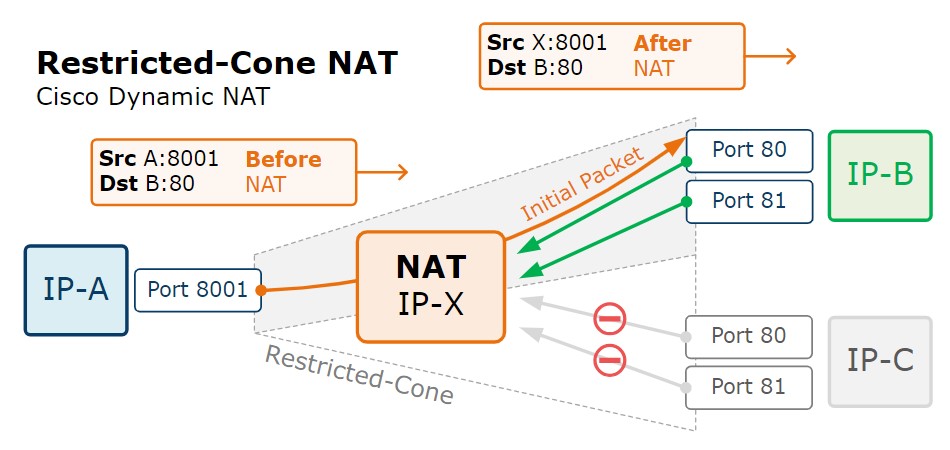 Restricted-Cone NAT
Cisco Dynamic NAT
Src X:8001 After
Dst B:80 NAT
Src A:8001 Before
Dst B:80 NAT
Initial Packet
Port 80
Port 81
IP-B
IP-A
Port 8001
NAT
IP-X
Port 80
Port 81
IP-C
Restricted-Cone